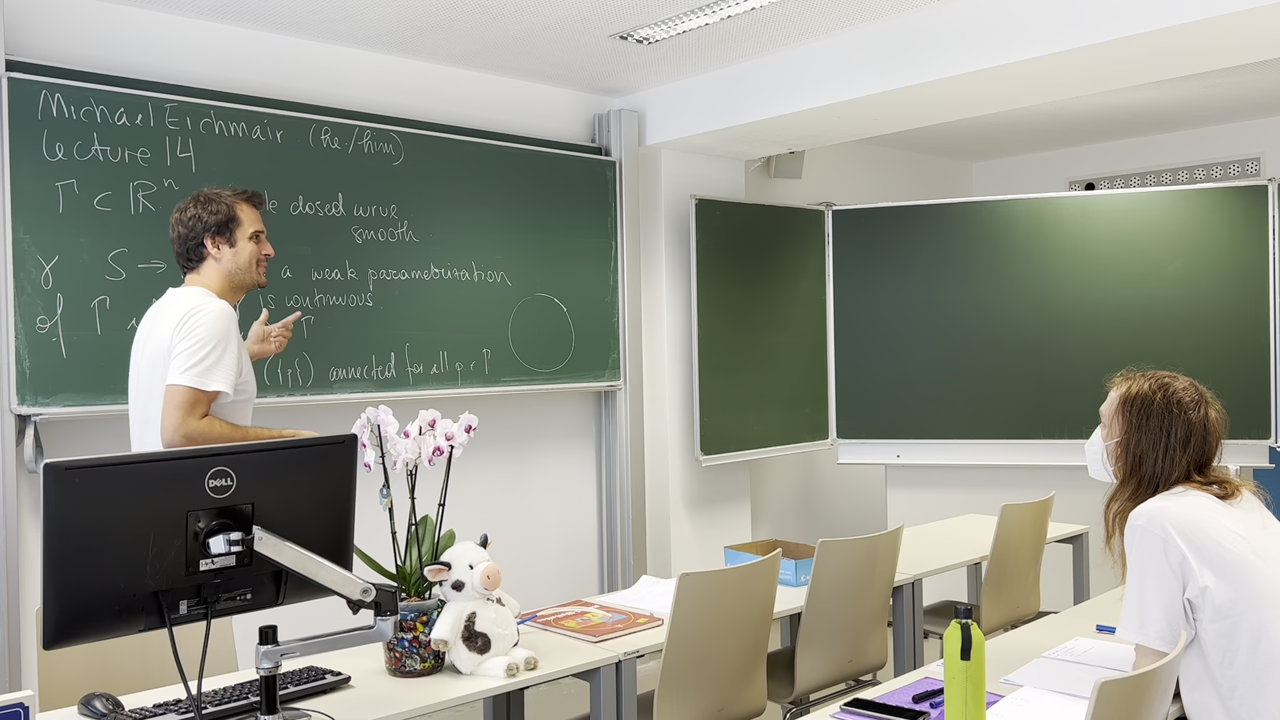 Michael Eichmair (he/him)
Lecture 14
Γ ⊂ ℝⁿ closed curve
smooth
γ S → a weak parametrization
of Γ is continuous
Γ
({p}) connected for all p ∈ Γ
DELL